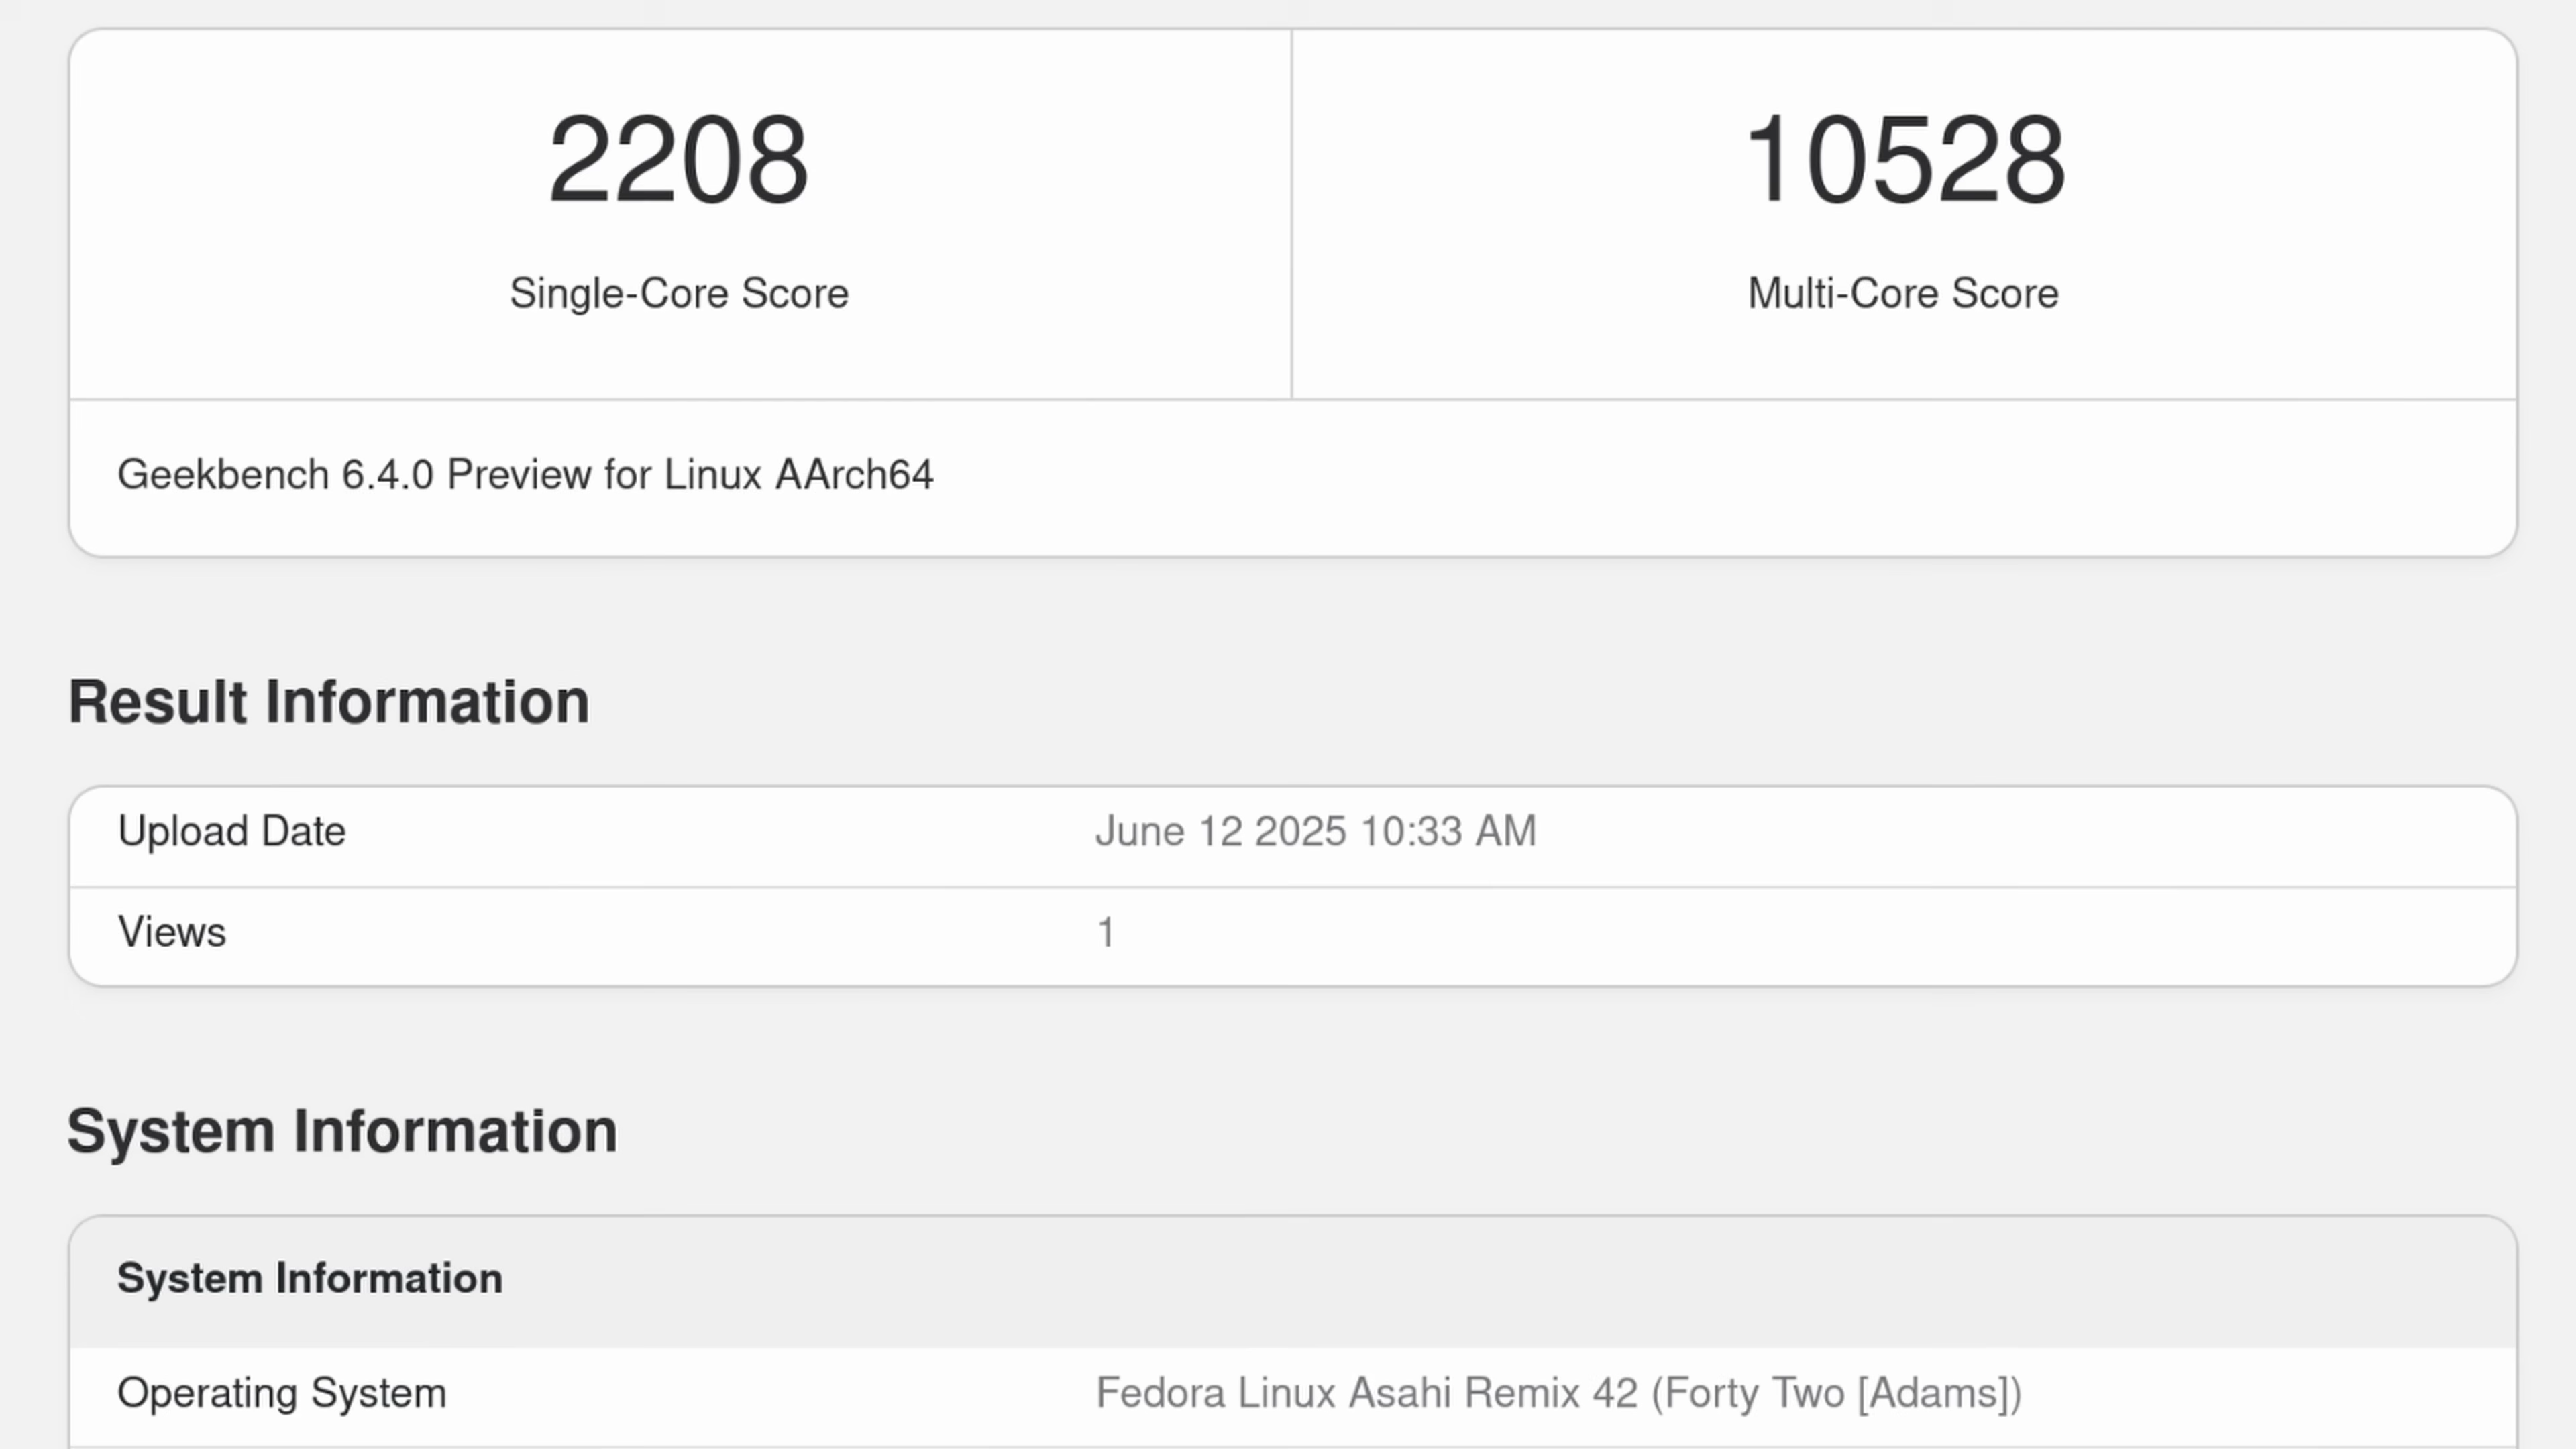 2208
Single-Core Score
10528
Multi-Core Score
Geekbench 6.4.0 Preview for Linux AArch64
Result Information
Upload Date June 12 2025 10:33 AM
Views 1
System Information
System Information
Operating System Fedora Linux Asahi Remix 42 (Forty Two [Adams])